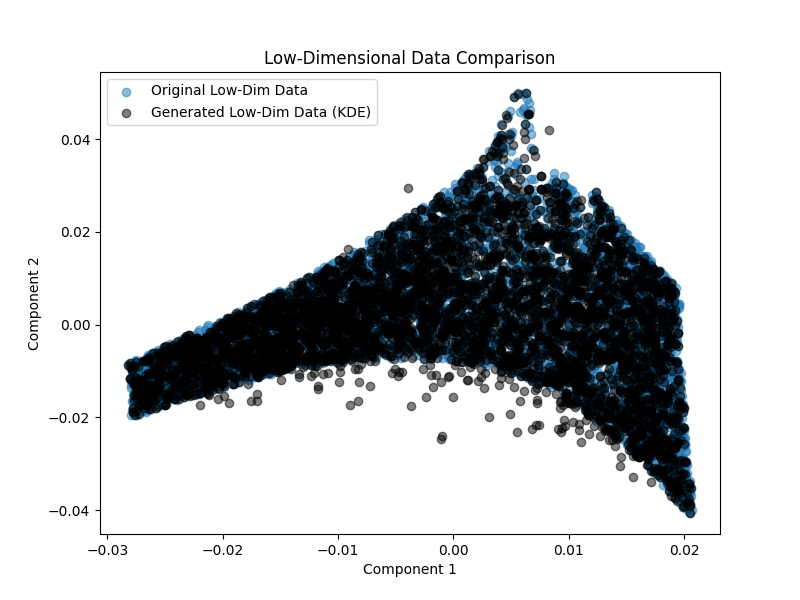 Low-Dimensional Data Comparison
Original Low-Dim Data
Generated Low-Dim Data (KDE)
0.04
0.02
0.00
−0.02
−0.04
Component 2
−0.03
−0.02
−0.01
0.00
0.01
0.02
Component 1